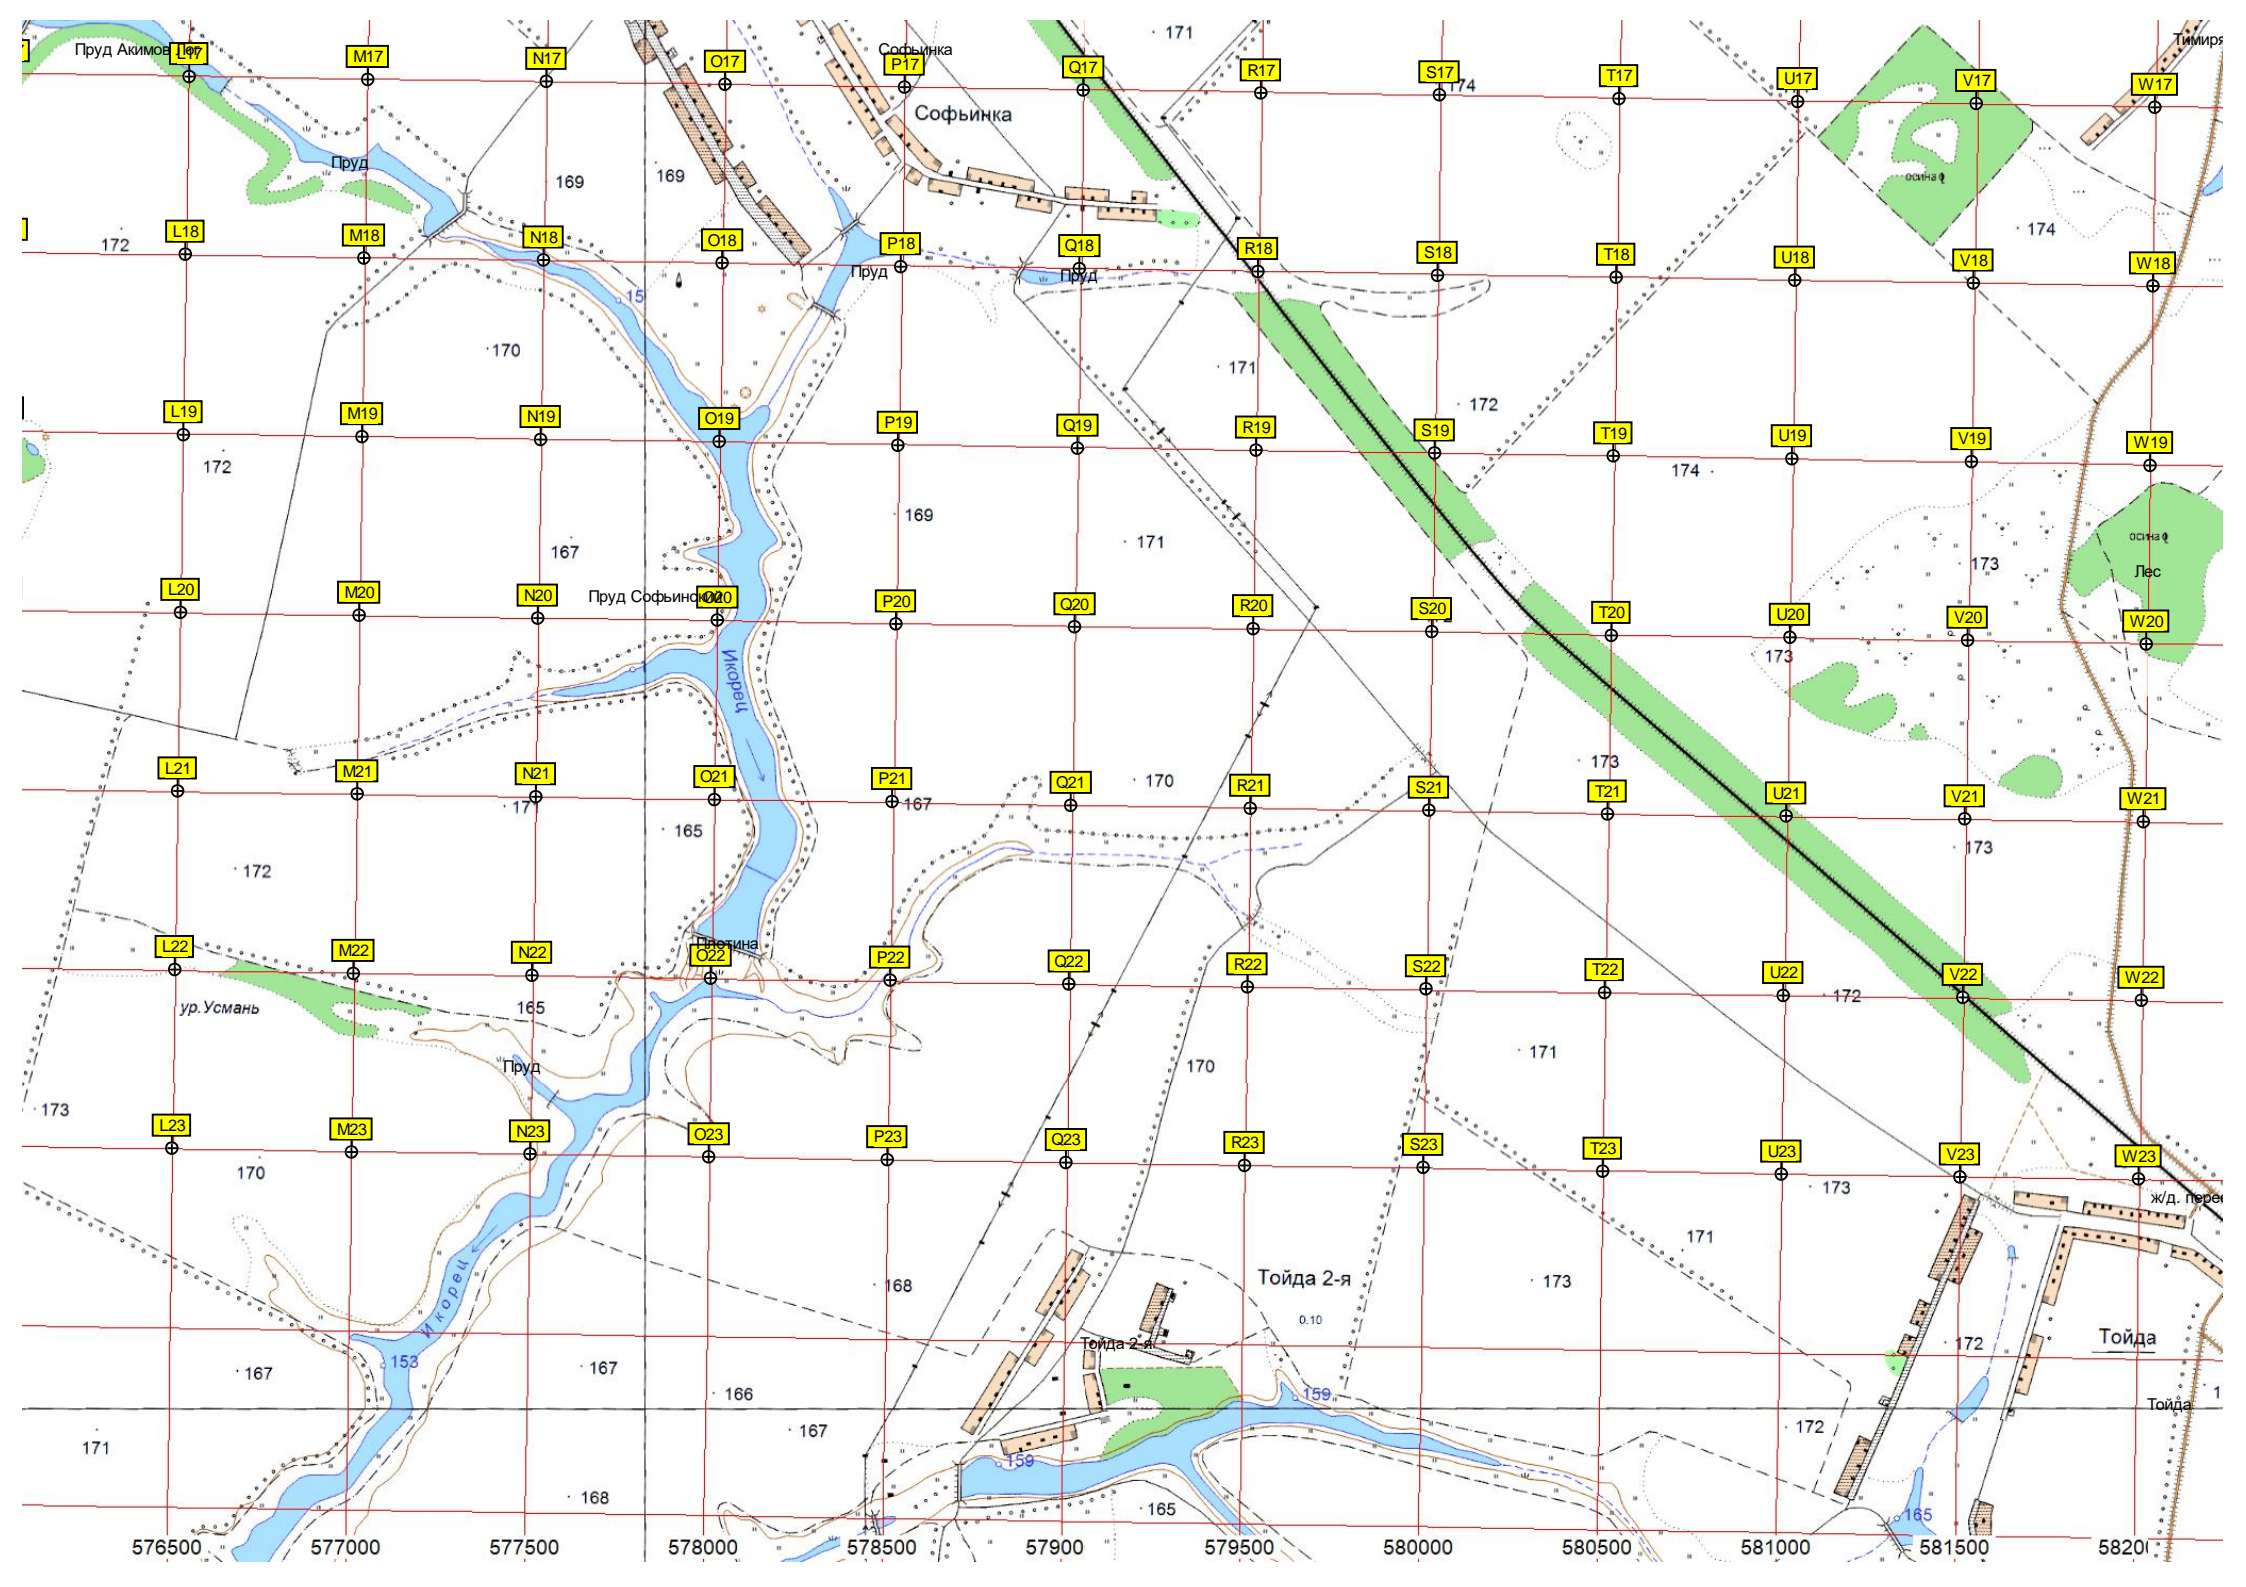 171
Пруд Акимов Лог
Софьинка
Тимиря
L17
M17
N17
O17
P17
Q17
R17
S17
174
T17
U17
V17
W17
Софьинка
Пруд
169
169
осина
172
L18
M18
N18
O18
P18
Q18
R18
S18
T18
U18
V18
W18
174
Пруд
Пруд
15
170
171
172
L19
M19
N19
O19
P19
Q19
R19
S19
T19
U19
V19
W19
172
174
169
167
171
173
осина
Лес
L20
M20
N20
Пруд Софьинский
O20
P20
Q20
R20
S20
T20
U20
V20
W20
173
Икорец
173
L21
M21
N21
O21
P21
Q21
170
R21
S21
T21
U21
V21
W21
17
165
167
173
172
L22
M22
N22
Плотина
O22
P22
Q22
R22
S22
T22
U22
V22
W22
ур.Усмань
165
172
Пруд
170
171
173
L23
M23
N23
O23
P23
Q23
R23
S23
T23
U23
V23
W23
170
173
ж/д. перее
171
168
Тойда 2-я
173
0.10
Икорец
Тойда 2-я
172
Тойда
153
167
167
166
159
Тойда
171
167
172
159
168
165
165
576500
577000
577500
578000
578500
57900
579500
580000
580500
581000
581500
58200